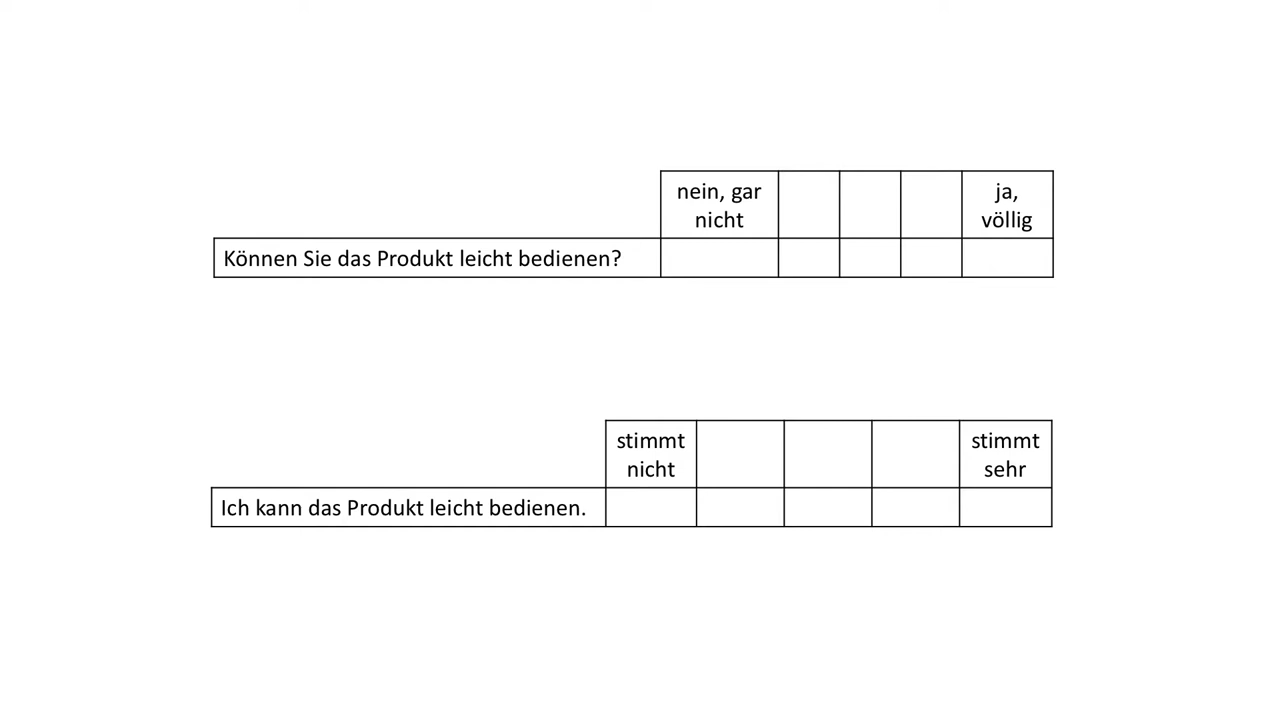 nein, gar
nicht
ja,
völlig
Können Sie das Produkt leicht bedienen?
stimmt
nicht
stimmt
sehr
Ich kann das Produkt leicht bedienen.